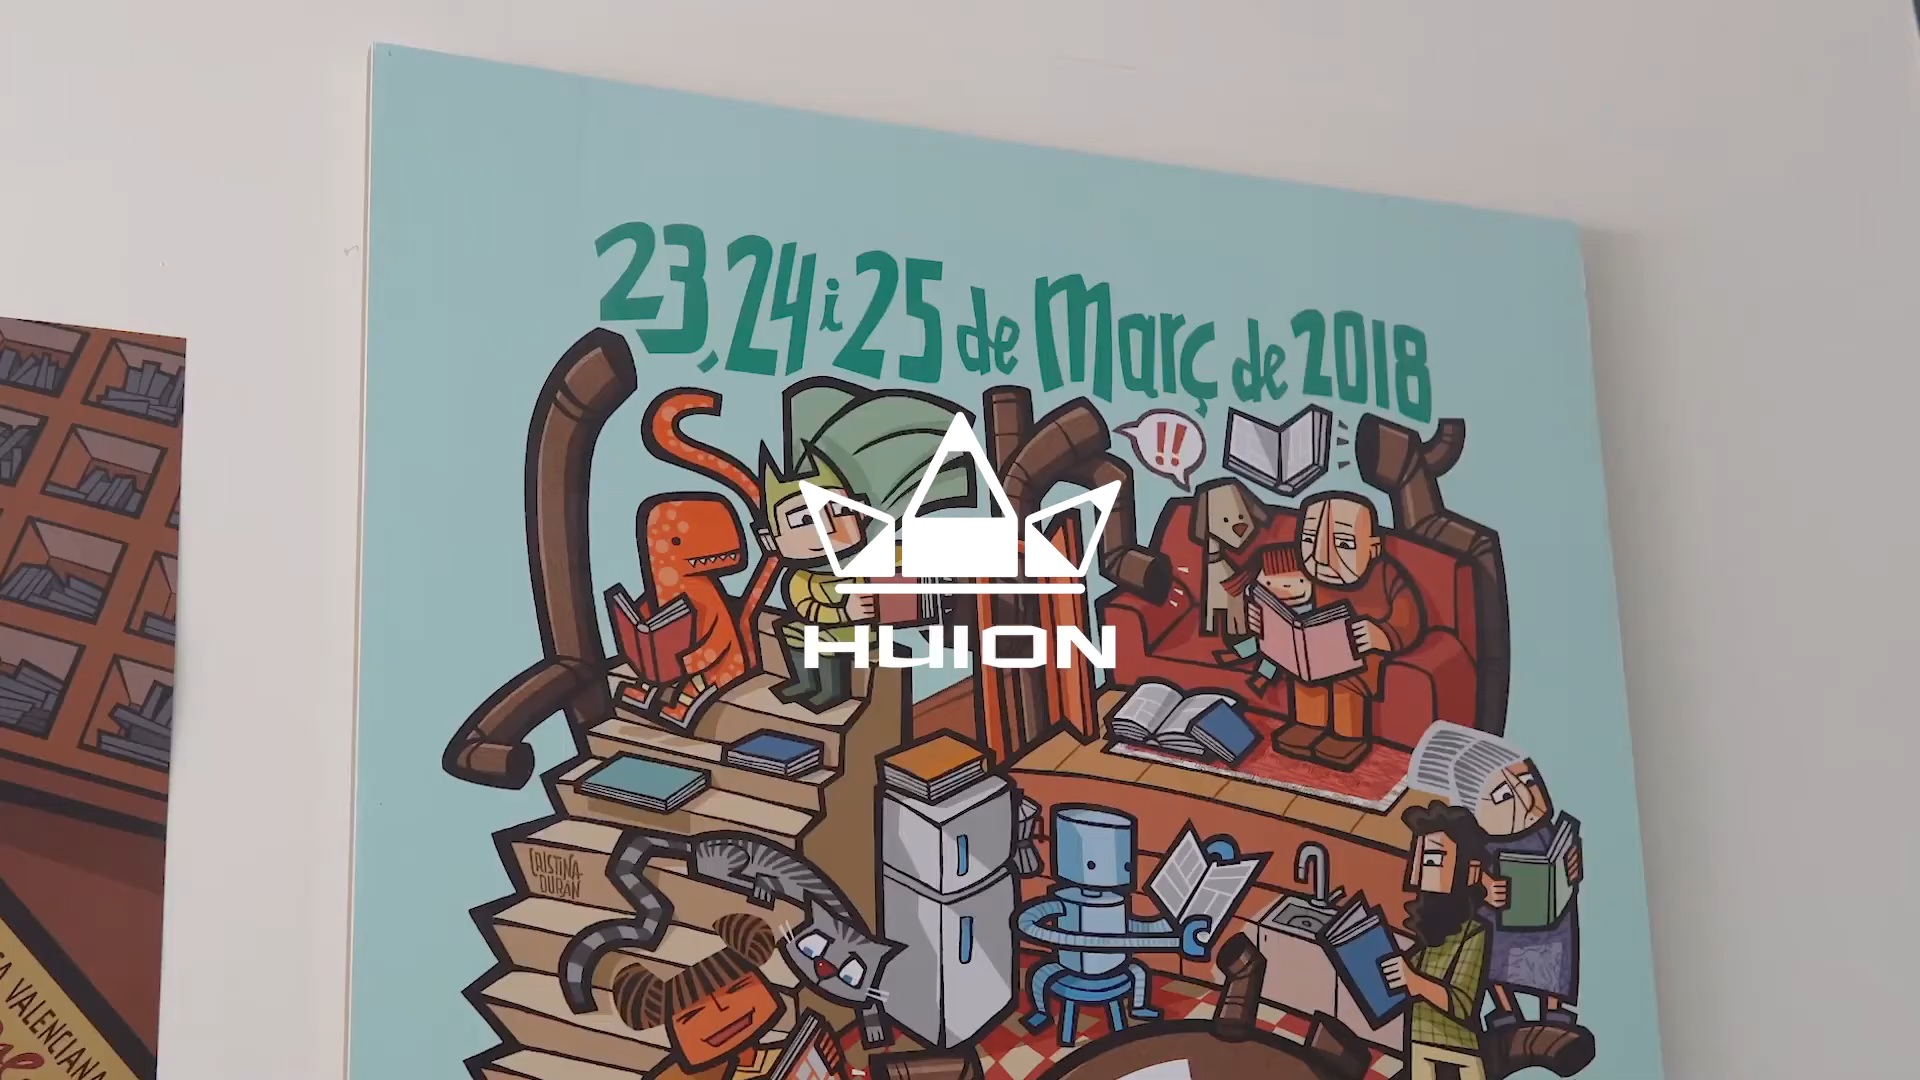 23, 24 i 25 de Març de 2018
!!
HUION
CRISTINA
DURÁN
VALENCIANA